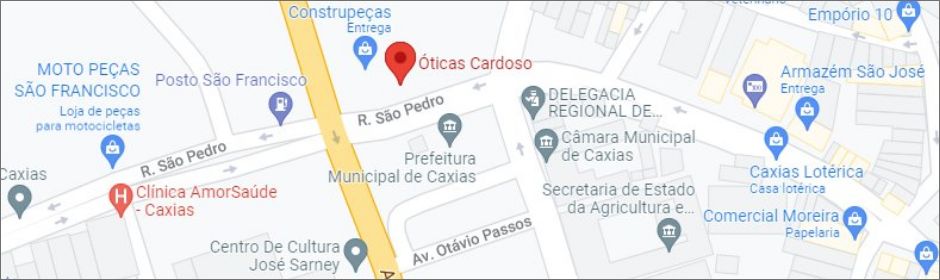 Veterinário
Construpeças
Entrega
Empório 10
Óticas Cardoso
MOTO PEÇAS
SÃO FRANCISCO
Loja de peças
para motocicletas
Posto São Francisco
Armazém São José
Entrega
R. São Pedro
DELEGACIA
REGIONAL DE...
Câmara Municipal
de Caxias
R. São Pedro
Prefeitura
Municipal de Caxias
Caxias
Caxias Lotérica
Casa lotérica
Clínica AmorSaúde
- Caxias
Secretaria de Estado
da Agricultura e...
Comercial Moreira
Papelaria
Centro De Cultura
José Sarney
Av. Otávio Passos
A